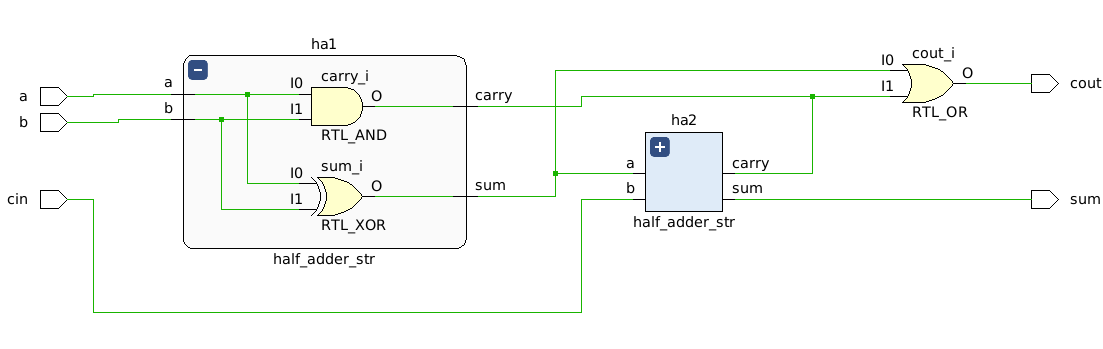 ha1
a
b
cin
a
b
carry_i
I0
I1
O
RTL_AND
sum_i
I0
I1
O
RTL_XOR
carry
sum
half_adder_str
ha2
a
b
carry
sum
half_adder_str
cout_i
I0
I1
O
RTL_OR
cout
sum